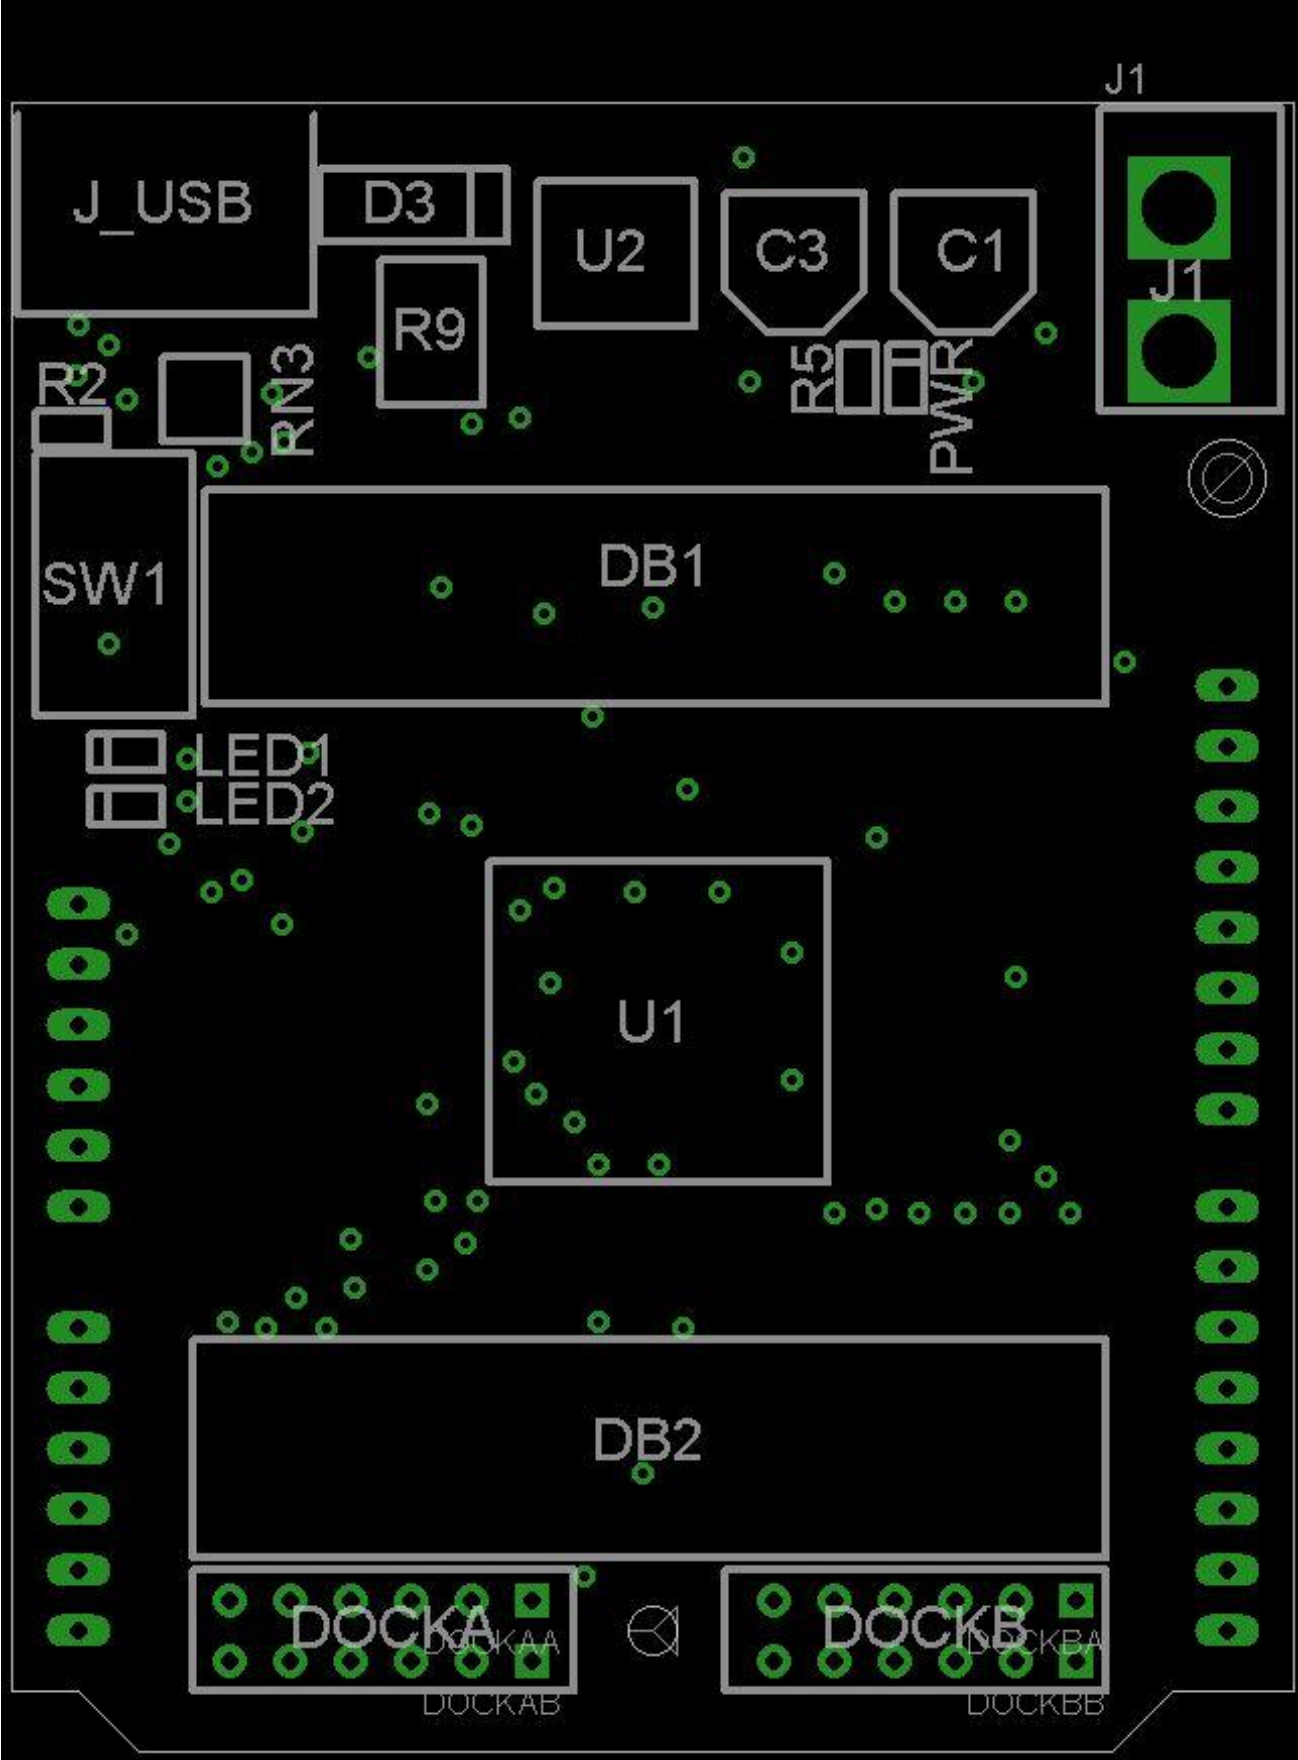 J1
J_USB
D3
U2
C3
C1
J1
R9
R2
RN3
R5
PWR
SW1
DB1
LED1
LED2
U1
DB2
DOCKA
DOCKAA
DOCKB
DOCKBA
DOCKAB
DOCKBB